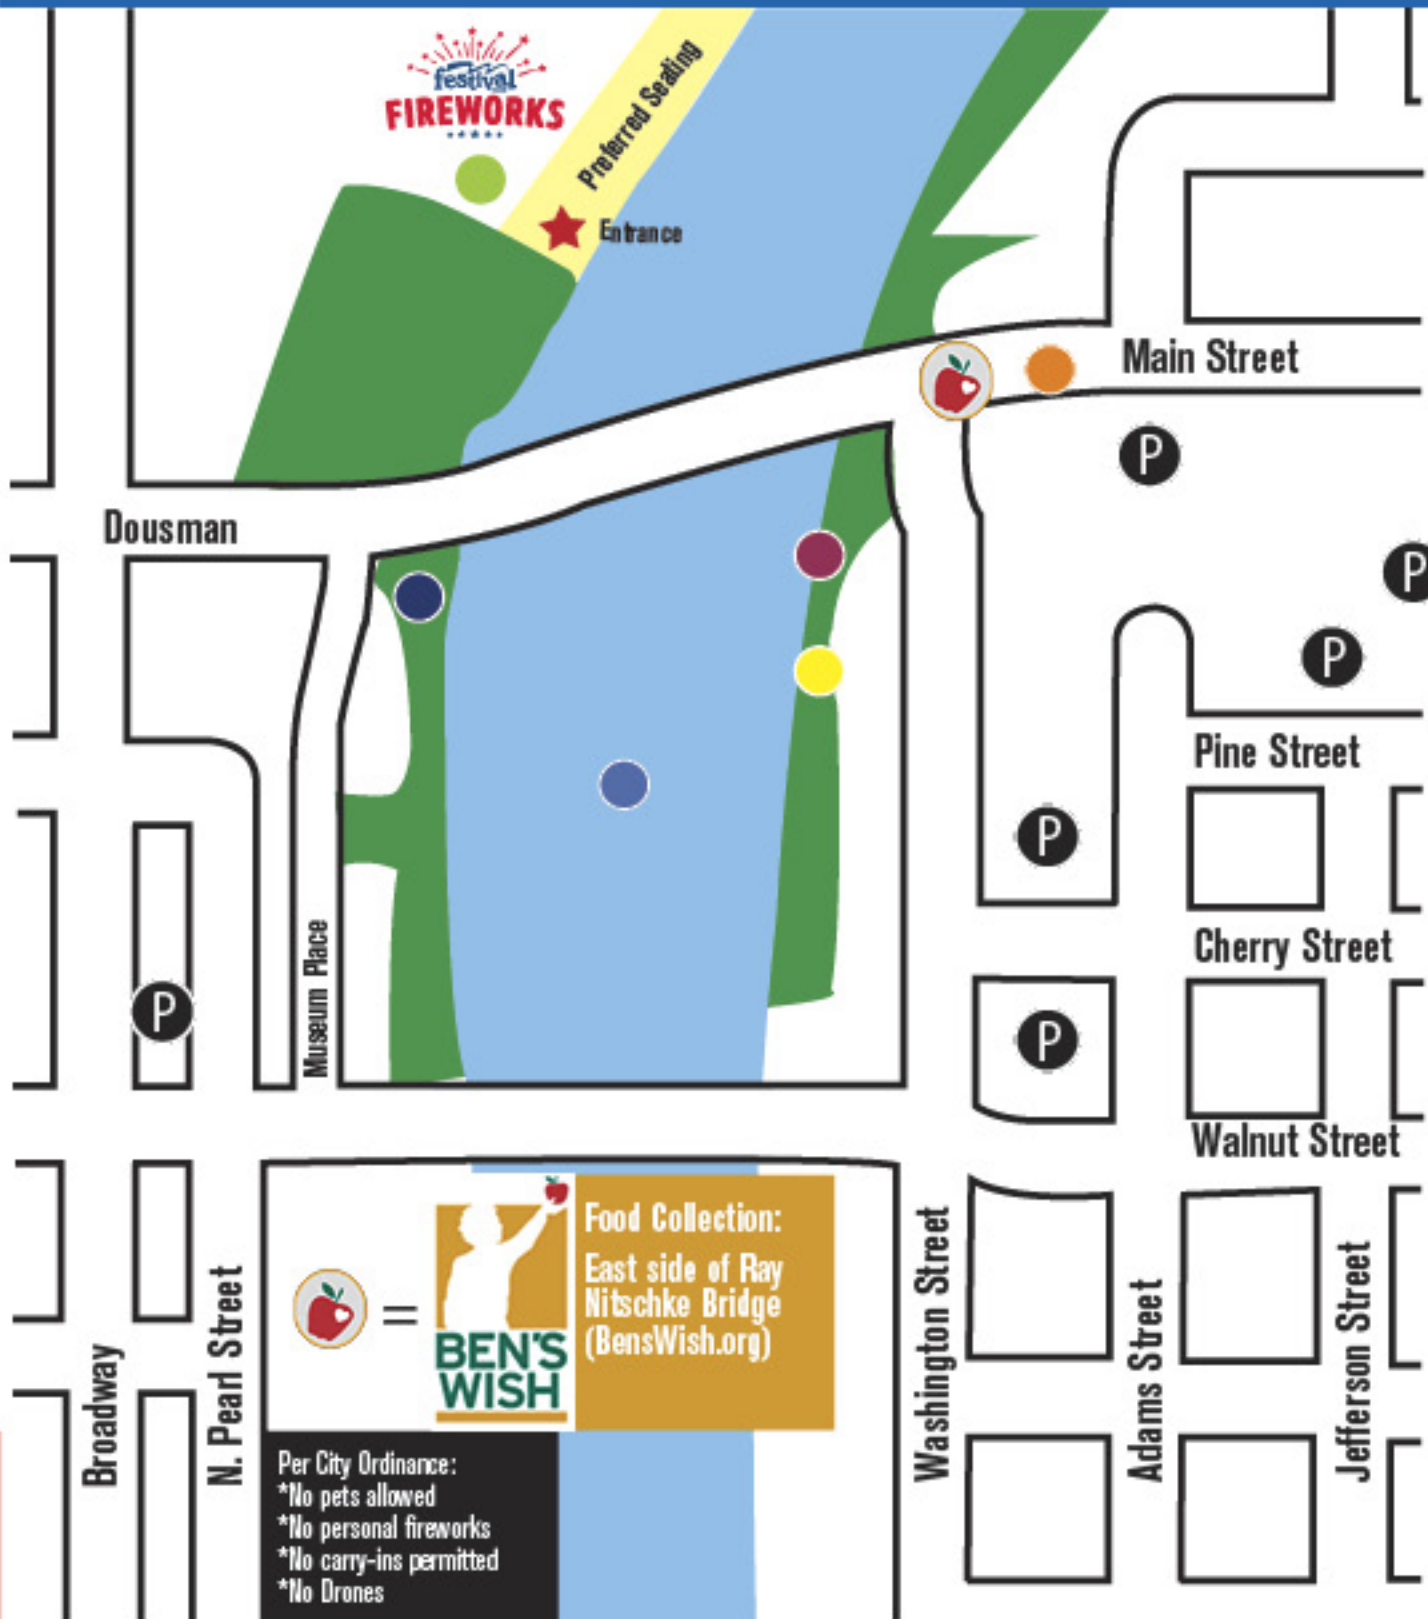 festival
FIREWORKS
Preferred Seating
Entrance
Main Street
P
Dousman
P
P
Pine Street
P
Cherry Street
Museum Place
P
P
Walnut Street
BEN'S
WISH
Food Collection:
East side of Ray
Nitschke Bridge
(BensWish.org)
=
Broadway
N. Pearl Street
Washington Street
Adams Street
Jefferson Street
Per City Ordinance:
*No pets allowed
*No personal fireworks
*No carry-ins permitted
*No Drones